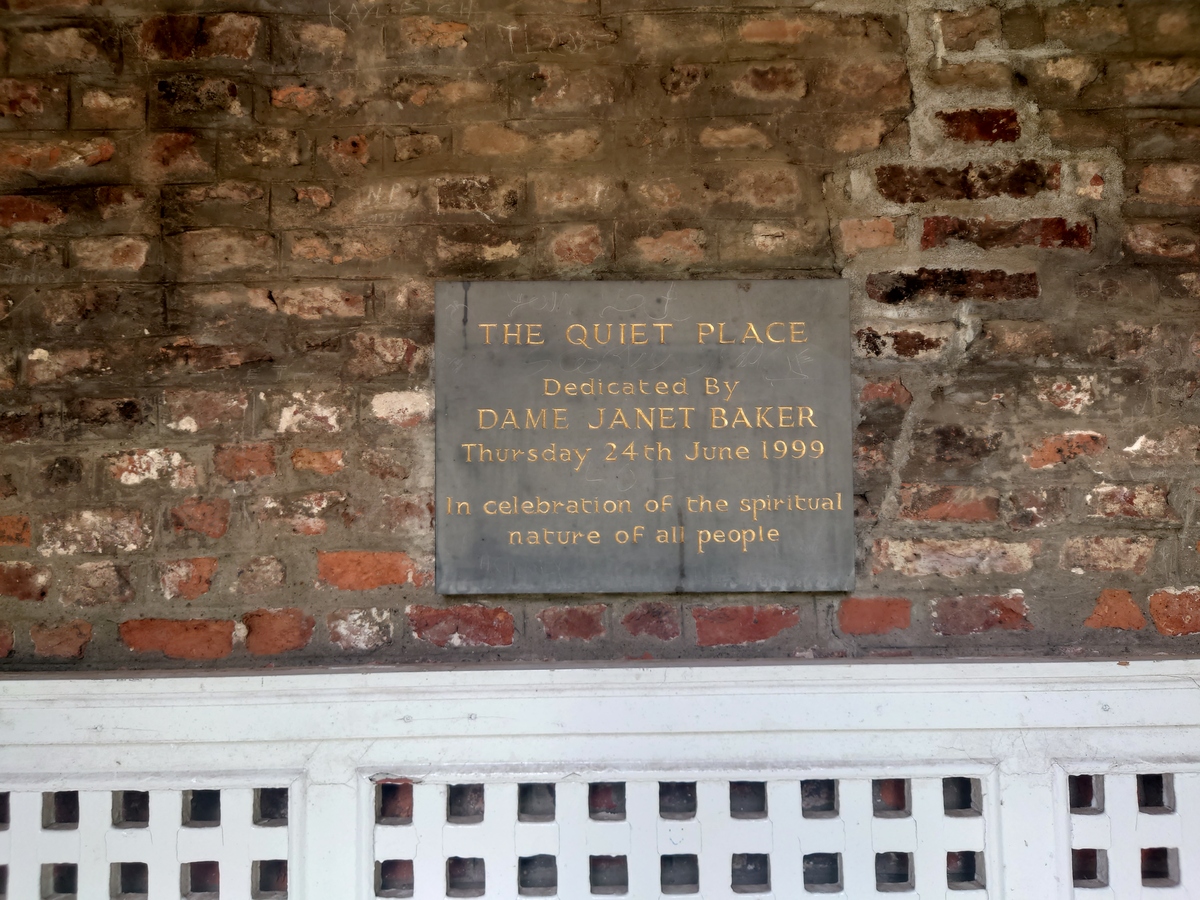 THE QUIET PLACE
Dedicated By
DAME JANET BAKER
Thursday 24th June 1999
In celebration of the spiritual
nature of all people